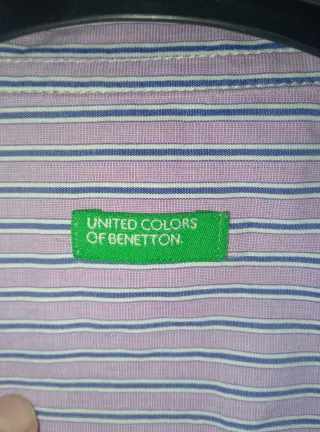 UNITED COLORS
OF BENETTON.